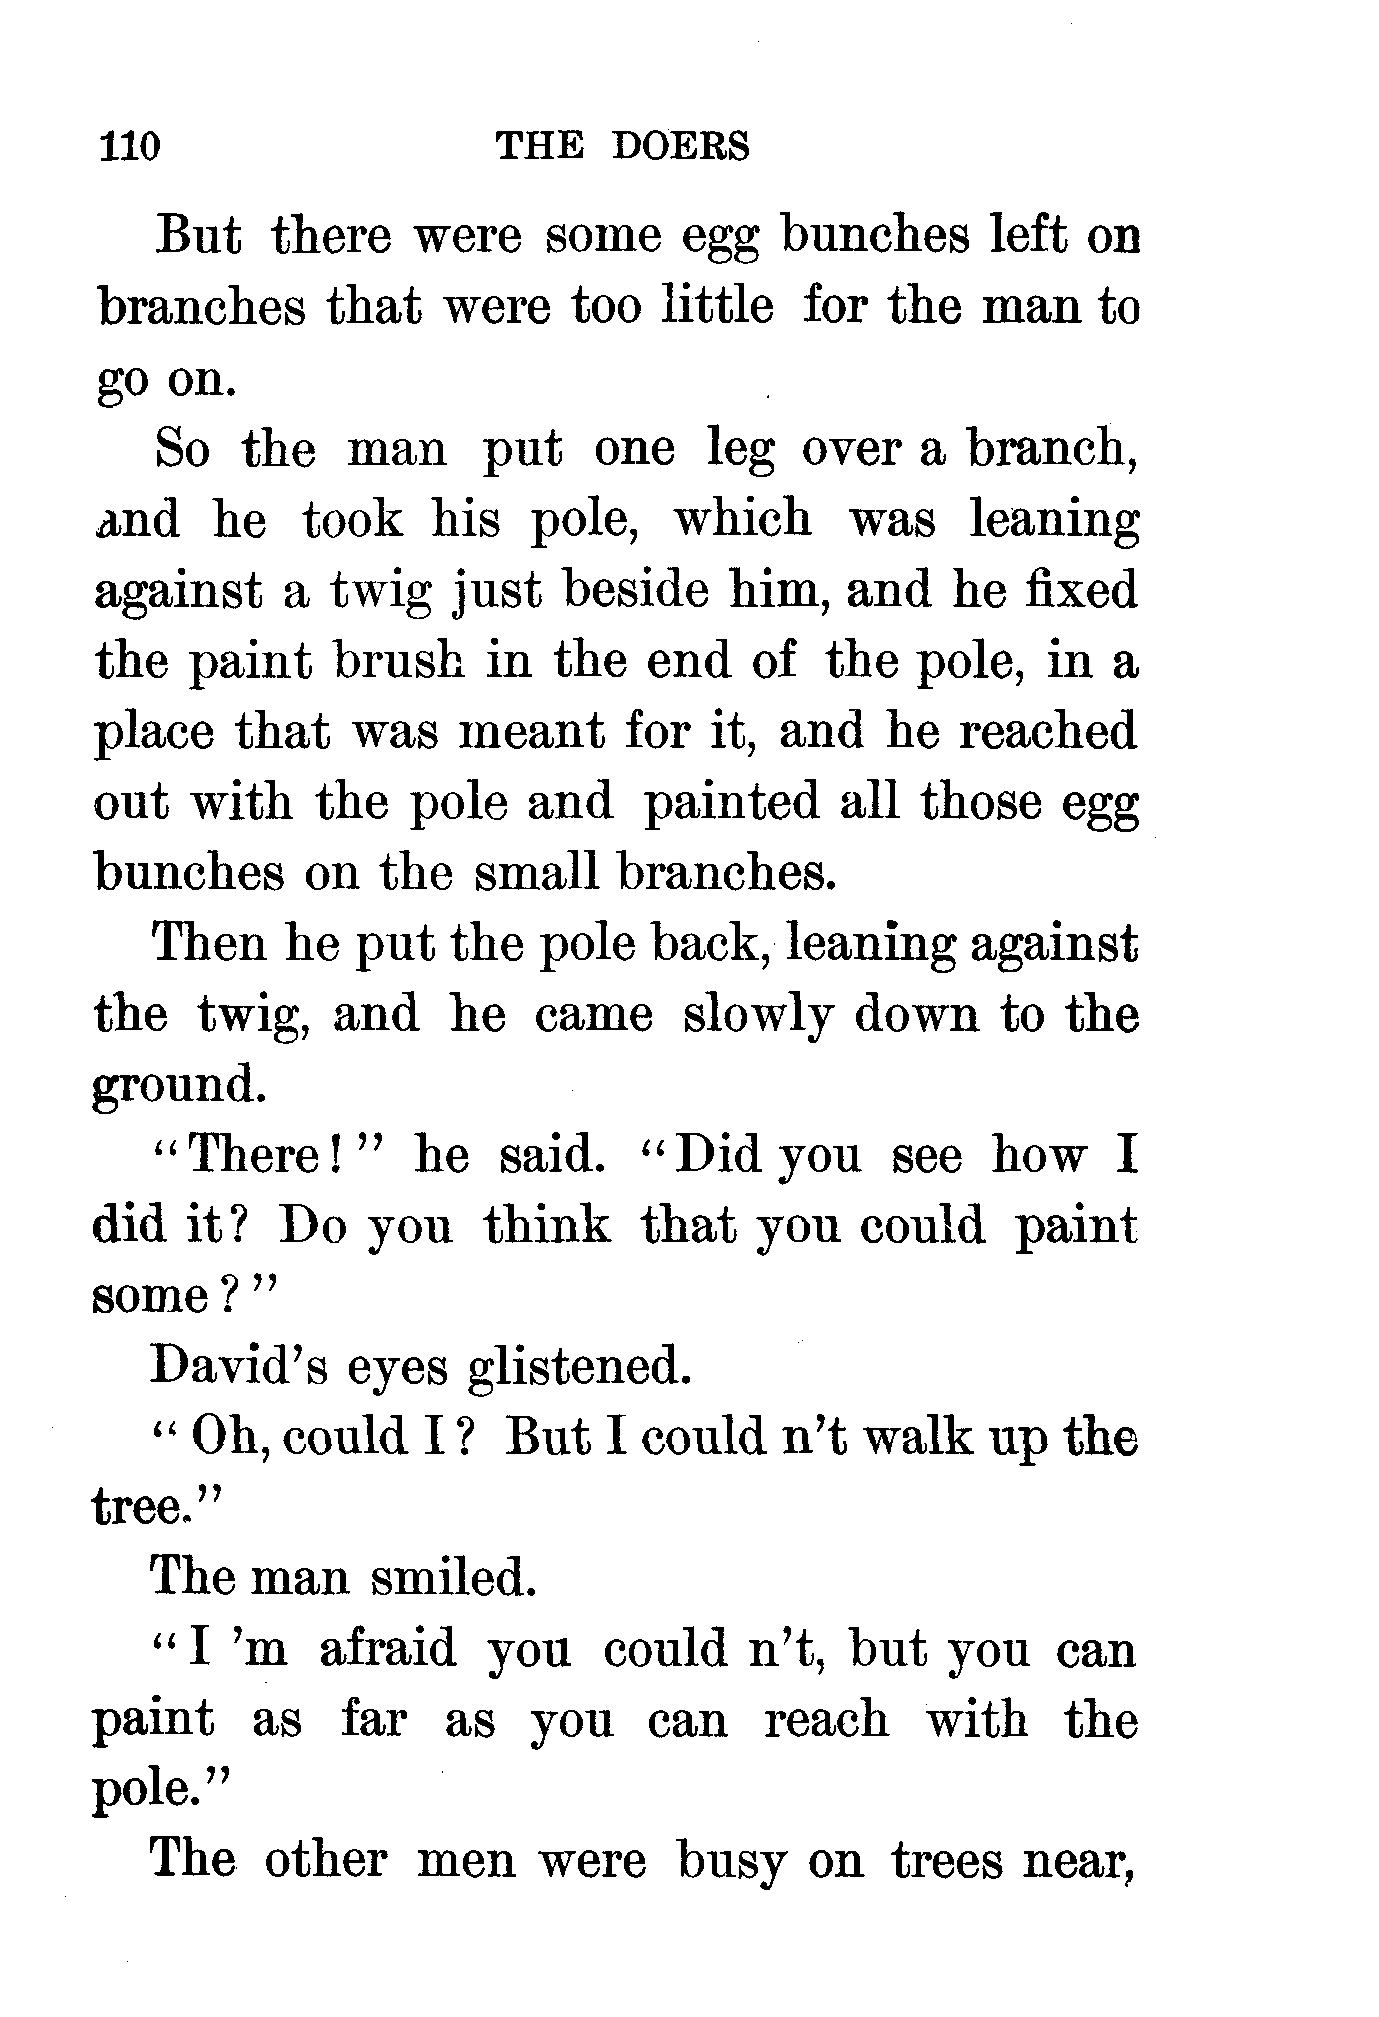 110 THE DOERS
But there were some egg bunches left on
branches that were too little for the man to
go on.
So the man put one leg over a branch,
and he took his pole, which was leaning
against a twig just beside him, and he fixed
the paint brush in the end of the pole, in a
place that was meant for it, and he reached
out with the pole and painted all those egg
bunches on the small branches.
Then he put the pole back, leaning against
the twig, and he came slowly down to the
ground.
“There!” he said. “Did you see how I
did it? Do you think that you could paint
some?”
David’s eyes glistened.
“Oh, could I? But I could n’t walk up the
tree.”
The man smiled.
“I ’m afraid you could n’t, but you can
paint as far as you can reach with the
pole.”
The other men were busy on trees near,